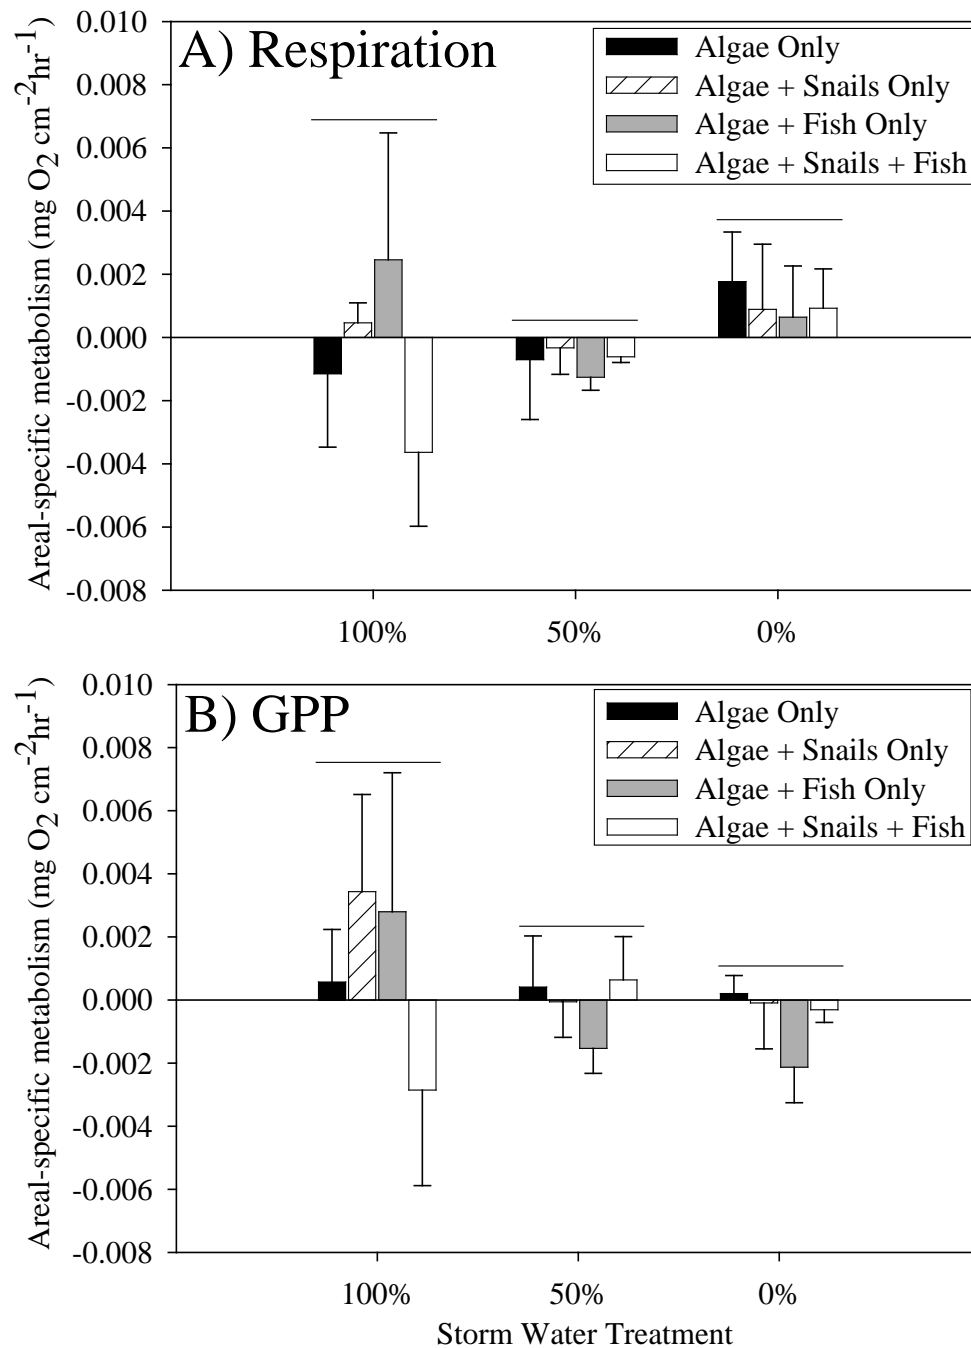 A) Respiration
Algae Only
Algae + Snails Only
Algae + Fish Only
Algae + Snails + Fish
Areal-specific metabolism (mg O2 cm-2hr-1)
0.010
0.008
0.006
0.004
0.002
0.000
-0.002
-0.004
-0.006
-0.008
100% 50% 0%
B) GPP
Algae Only
Algae + Snails Only
Algae + Fish Only
Algae + Snails + Fish
Areal-specific metabolism (mg O2 cm-2hr-1)
0.010
0.008
0.006
0.004
0.002
0.000
-0.002
-0.004
-0.006
-0.008
100% 50% 0%
Storm Water Treatment